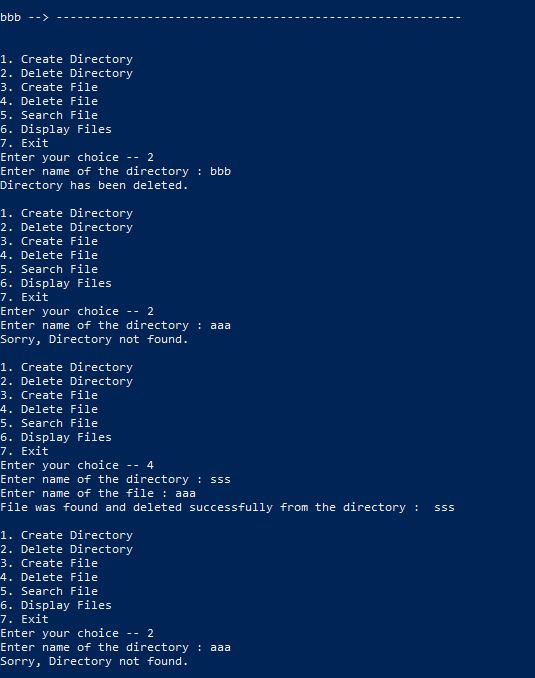 bbb --> ----------------------------------------------------------
1. Create Directory
2. Delete Directory
3. Create File
4. Delete File
5. Search File
6. Display Files
7. Exit
Enter your choice -- 2
Enter name of the directory : bbb
Directory has been deleted.
1. Create Directory
2. Delete Directory
3. Create File
4. Delete File
5. Search File
6. Display Files
7. Exit
Enter your choice -- 2
Enter name of the directory : aaa
Sorry, Directory not found.
1. Create Directory
2. Delete Directory
3. Create File
4. Delete File
5. Search File
6. Display Files
7. Exit
Enter your choice -- 4
Enter name of the directory : sss
Enter name of the file : aaa
File was found and deleted successfully from the directory :  sss
1. Create Directory
2. Delete Directory
3. Create File
4. Delete File
5. Search File
6. Display Files
7. Exit
Enter your choice -- 2
Enter name of the directory : aaa
Sorry, Directory not found.